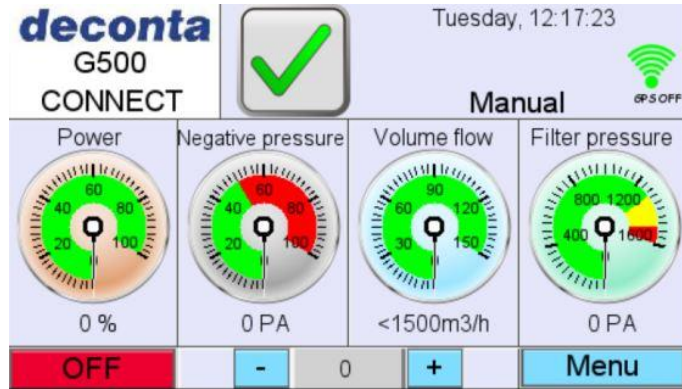 deconta
G500
CONNECT
Tuesday, 12:17:23
Manual
GPS OFF
Power
Negative pressure
Volume flow
Filter pressure
20 40 60 80 100
20 40 60 80 100
30 60 90 120 150
400 800 1200 1600
0 %
0 PA
<1500m3/h
0 PA
OFF
-
0
+
Menu